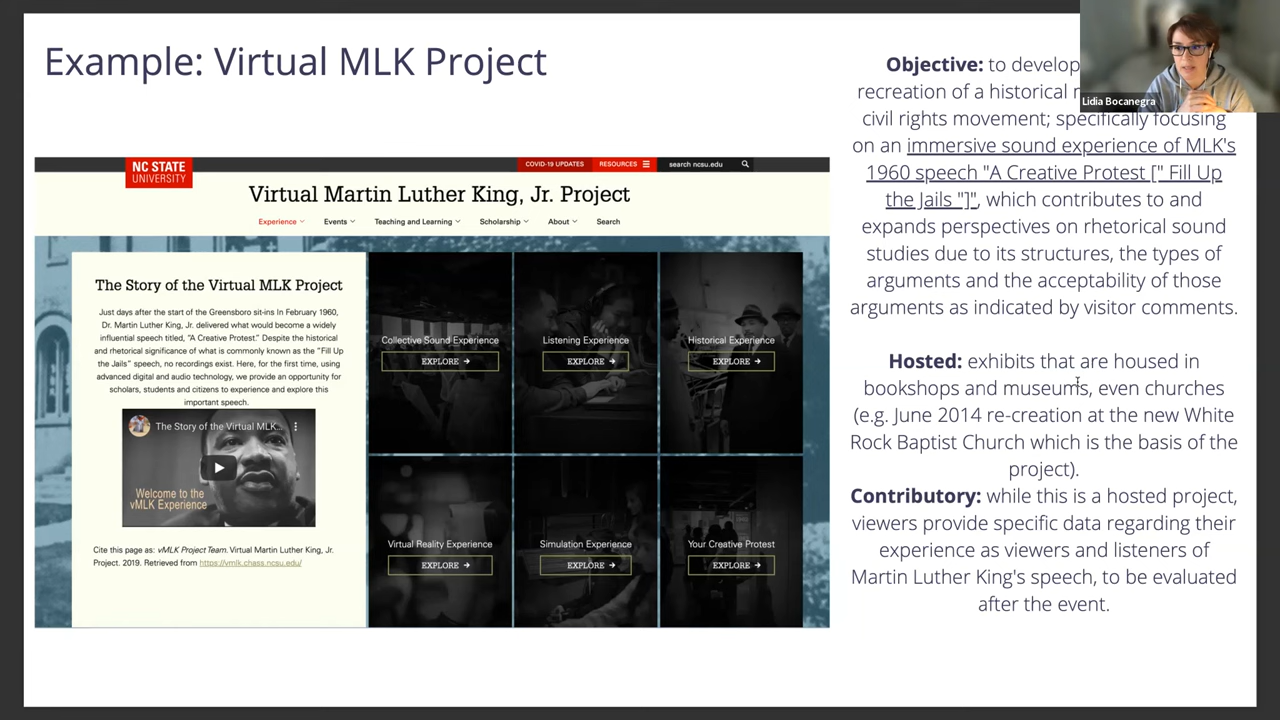 Example: Virtual MLK Project
NC STATE
UNIVERSITY
COVID-19 UPDATES
RESOURCES
search ncsu.edu
Virtual Martin Luther King, Jr. Project
Experience
Events
Teaching and Learning
Scholarship
About
Search
The Story of the Virtual MLK Project
Just days after the start of the Greensboro sit-ins In February 1960,
Dr. Martin Luther King, Jr. delivered what would become a widely
influential speech titled, "A Creative Protest." Despite the historical
and rhetorical significance of what is commonly known as the "Fill Up
the Jails" speech, no recordings exist. Here, for the first time, using
advanced digital and audio technology, we provide an opportunity for
scholars, students and citizens to experience and explore this
important speech.
The Story of the Virtual MLK...
Welcome to the
vMLK Experience
Cite this page as: vMLK Project Team. Virtual Martin Luther King, Jr.
Project. 2019. Retrieved from https://vmlk.chass.ncsu.edu/
Collective Sound Experience
EXPLORE →
Listening Experience
EXPLORE →
Historical Experience
EXPLORE →
Virtual Reality Experience
EXPLORE →
Simulation Experience
EXPLORE →
Your Creative Protest
EXPLORE →
Objective: to develop
recreation of a historical
civil rights movement; specifically focusing
on an immersive sound experience of MLK's
1960 speech "A Creative Protest [" Fill Up
the Jails "]", which contributes to and
expands perspectives on rhetorical sound
studies due to its structures, the types of
arguments and the acceptability of those
arguments as indicated by visitor comments.
Hosted: exhibits that are housed in
bookshops and museums, even churches
(e.g. June 2014 re-creation at the new White
Rock Baptist Church which is the basis of the
project).
Contributory: while this is a hosted project,
viewers provide specific data regarding their
experience as viewers and listeners of
Martin Luther King's speech, to be evaluated
after the event.
Lidia Bocanegra